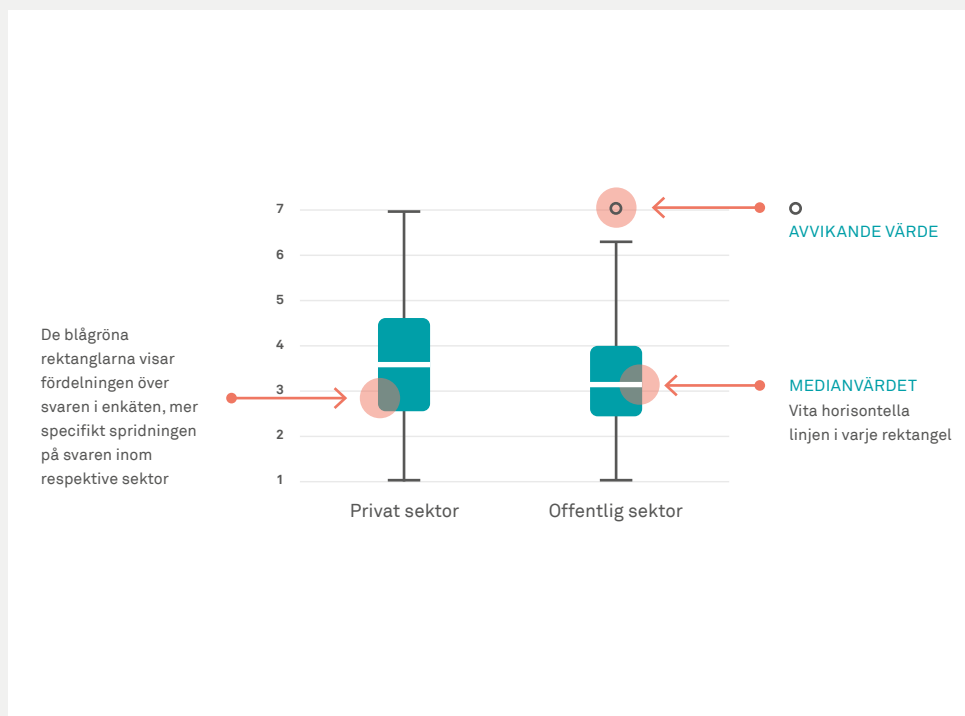 De blågröna
rektanglarna visar
fördelningen över
svaren i enkäten, mer
specifikt spridningen
på svaren inom
respektive sektor
7
6
5
4
3
2
1
Privat sektor
Offentlig sektor
AVVIKANDE VÄRDE
MEDIANVÄRDET
Vita horisontella
linjen i varje rektangel